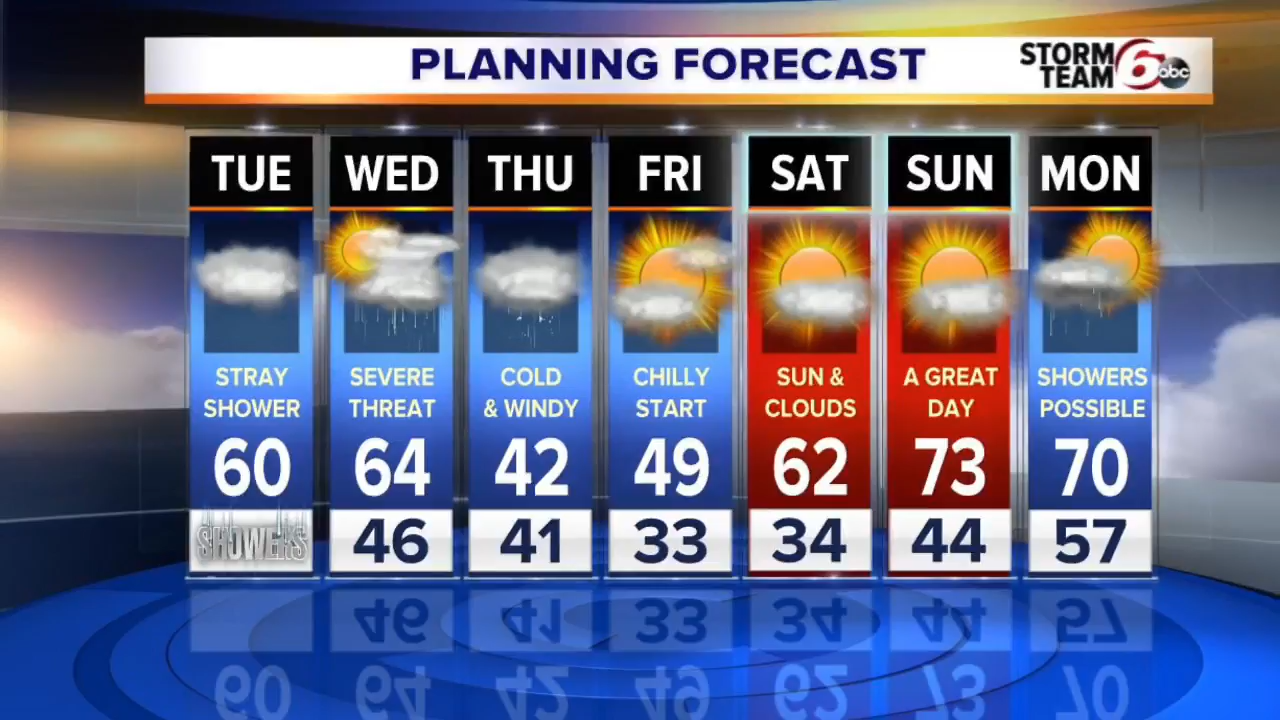 PLANNING FORECAST
STORM
TEAM
6
abc
TUE
WED
THU
FRI
SAT
SUN
MON
STRAY
SHOWER
SEVERE
THREAT
COLD
& WINDY
CHILLY
START
SUN &
CLOUDS
A GREAT
DAY
SHOWERS
POSSIBLE
60
64
42
49
62
73
70
SHOWERS
46
41
33
34
44
57